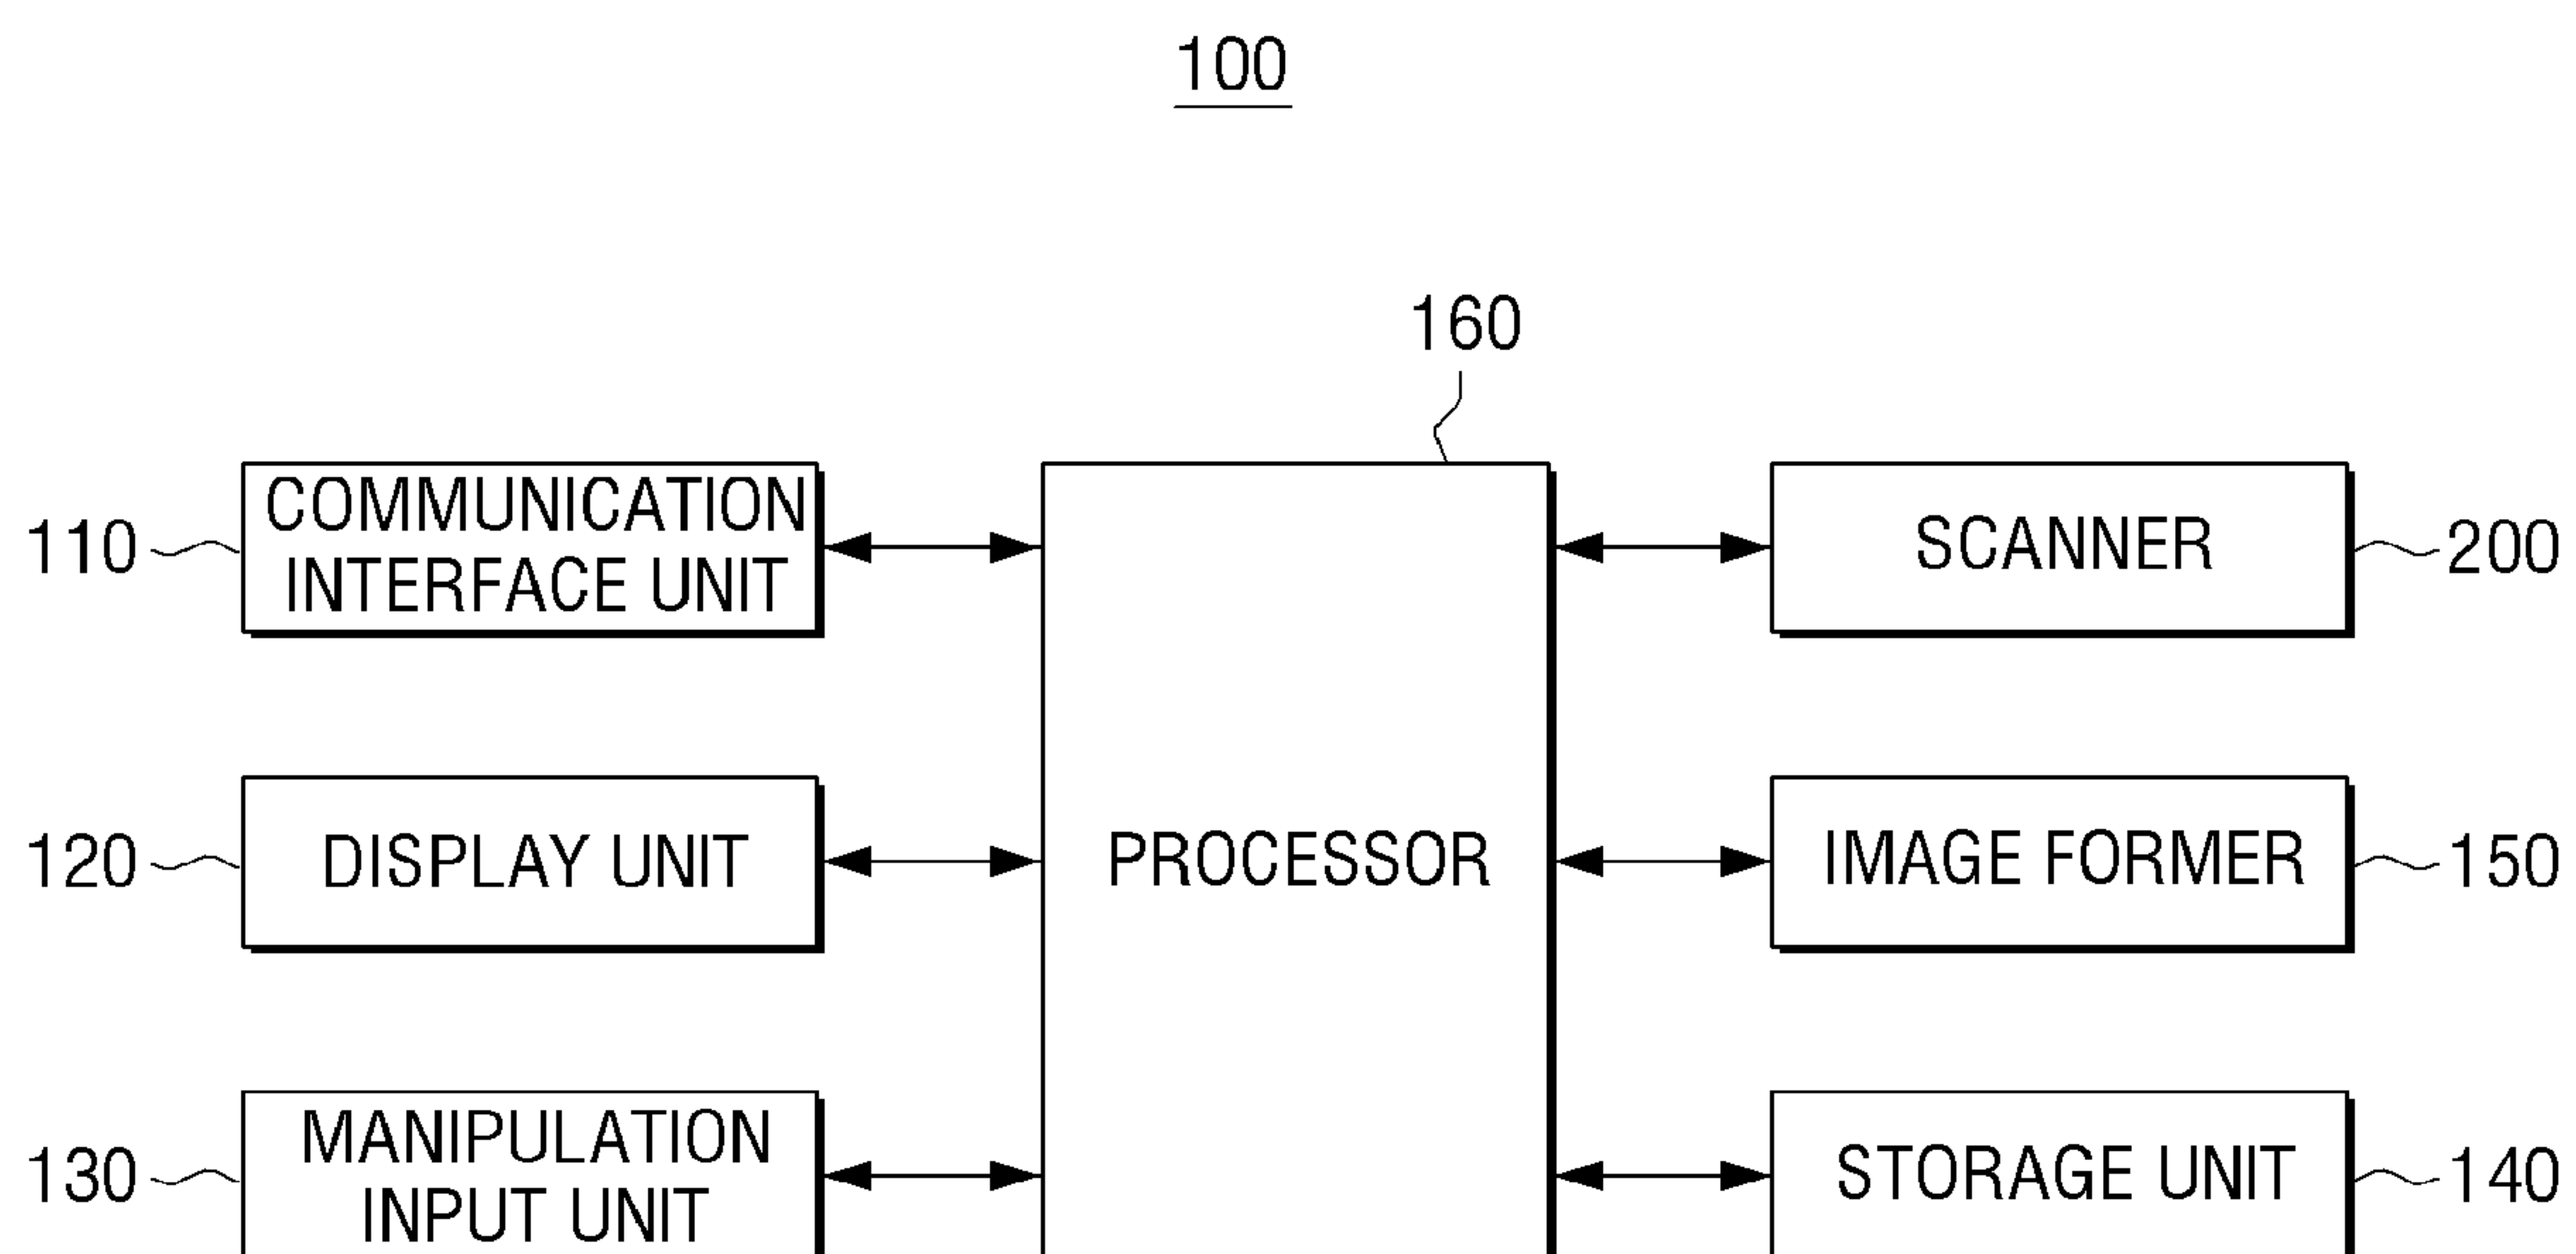 100
160
110
COMMUNICATION
INTERFACE UNIT
SCANNER
200
120
DISPLAY UNIT
PROCESSOR
IMAGE FORMER
150
130
MANIPULATION
INPUT UNIT
STORAGE UNIT
140